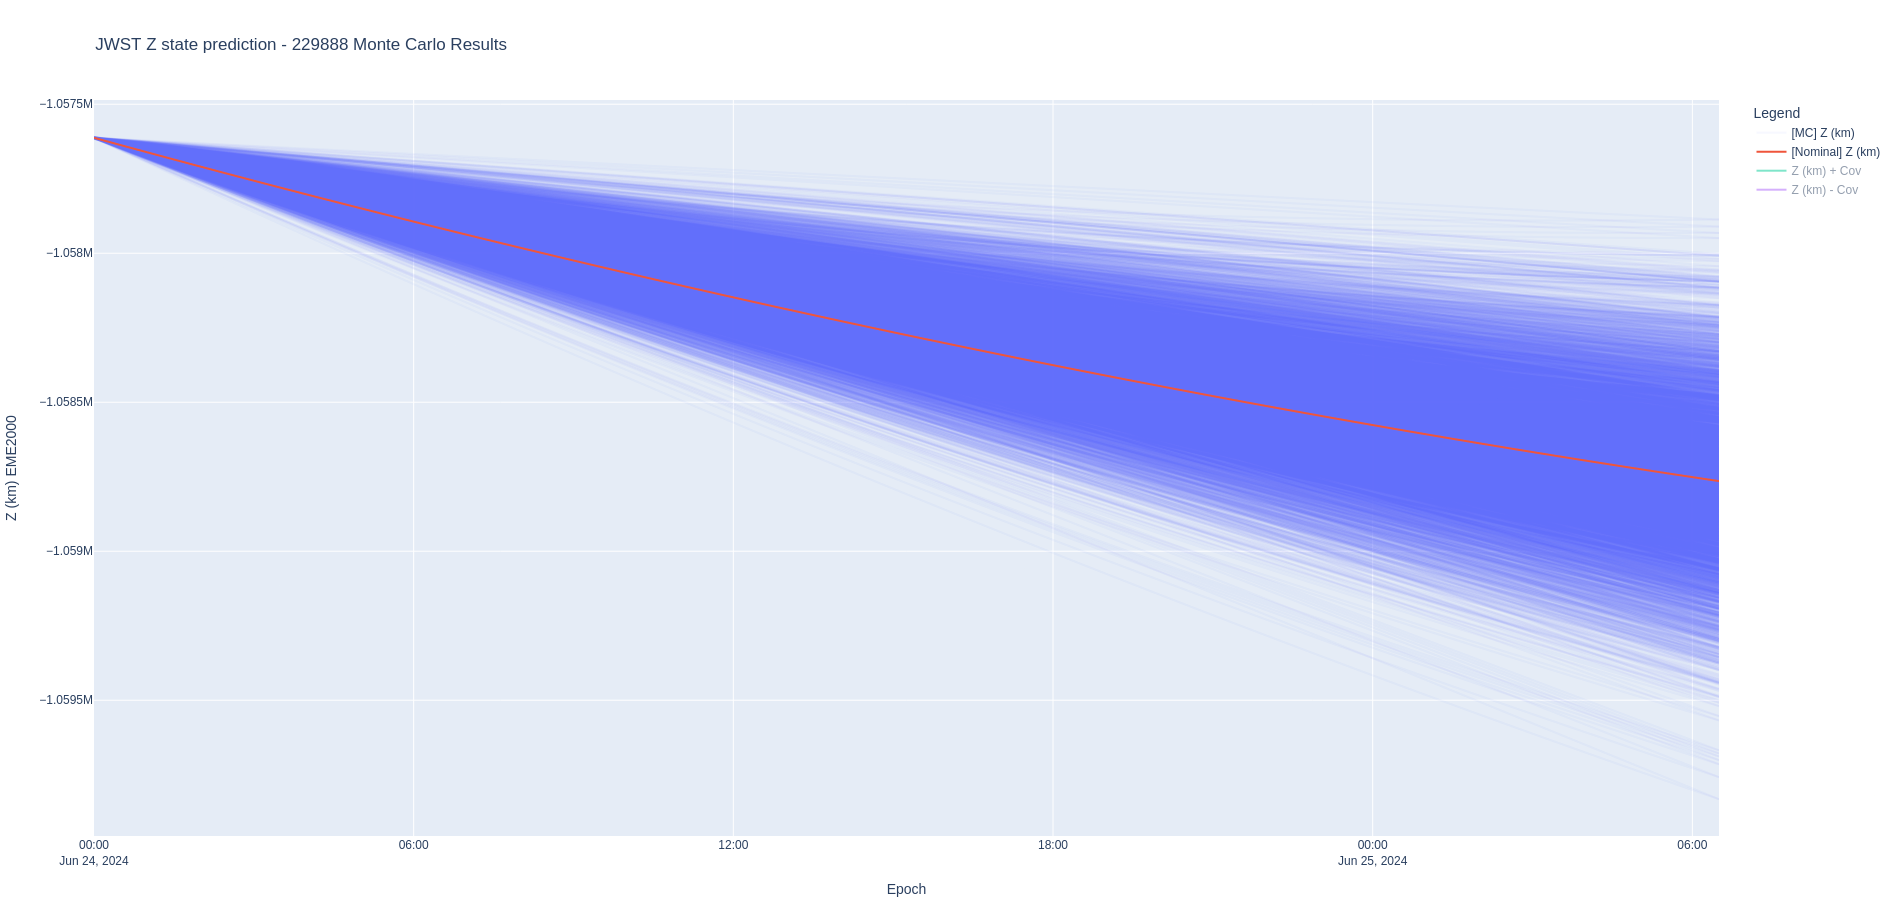 JWST Z state prediction - 229888 Monte Carlo Results
−1.0575M
−1.058M
−1.0585M
−1.059M
−1.0595M
Z (km) EME2000
00:00
Jun 24, 2024
06:00
12:00
18:00
00:00
Jun 25, 2024
06:00
Epoch
Legend
[MC] Z (km)
[Nominal] Z (km)
Z (km) + Cov
Z (km) - Cov